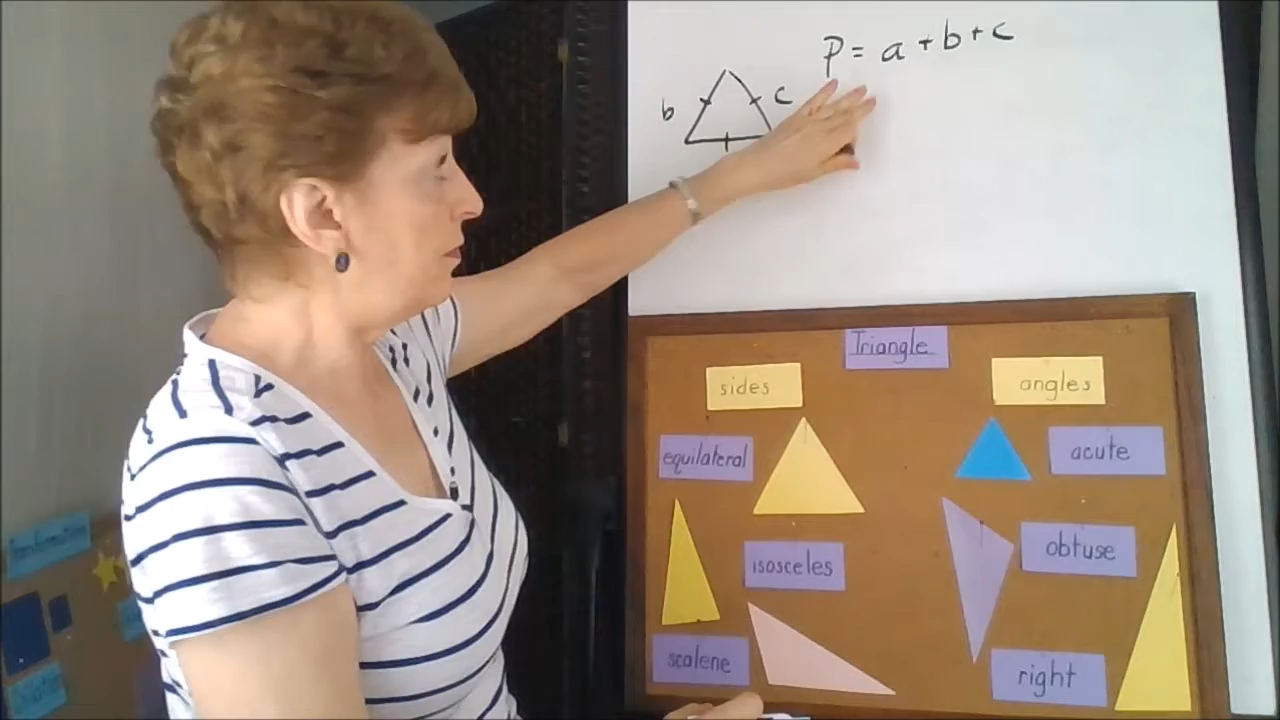 P = a + b + c
b
c
Triangle
sides
angles
equilateral
acute
isosceles
obtuse
scalene
right